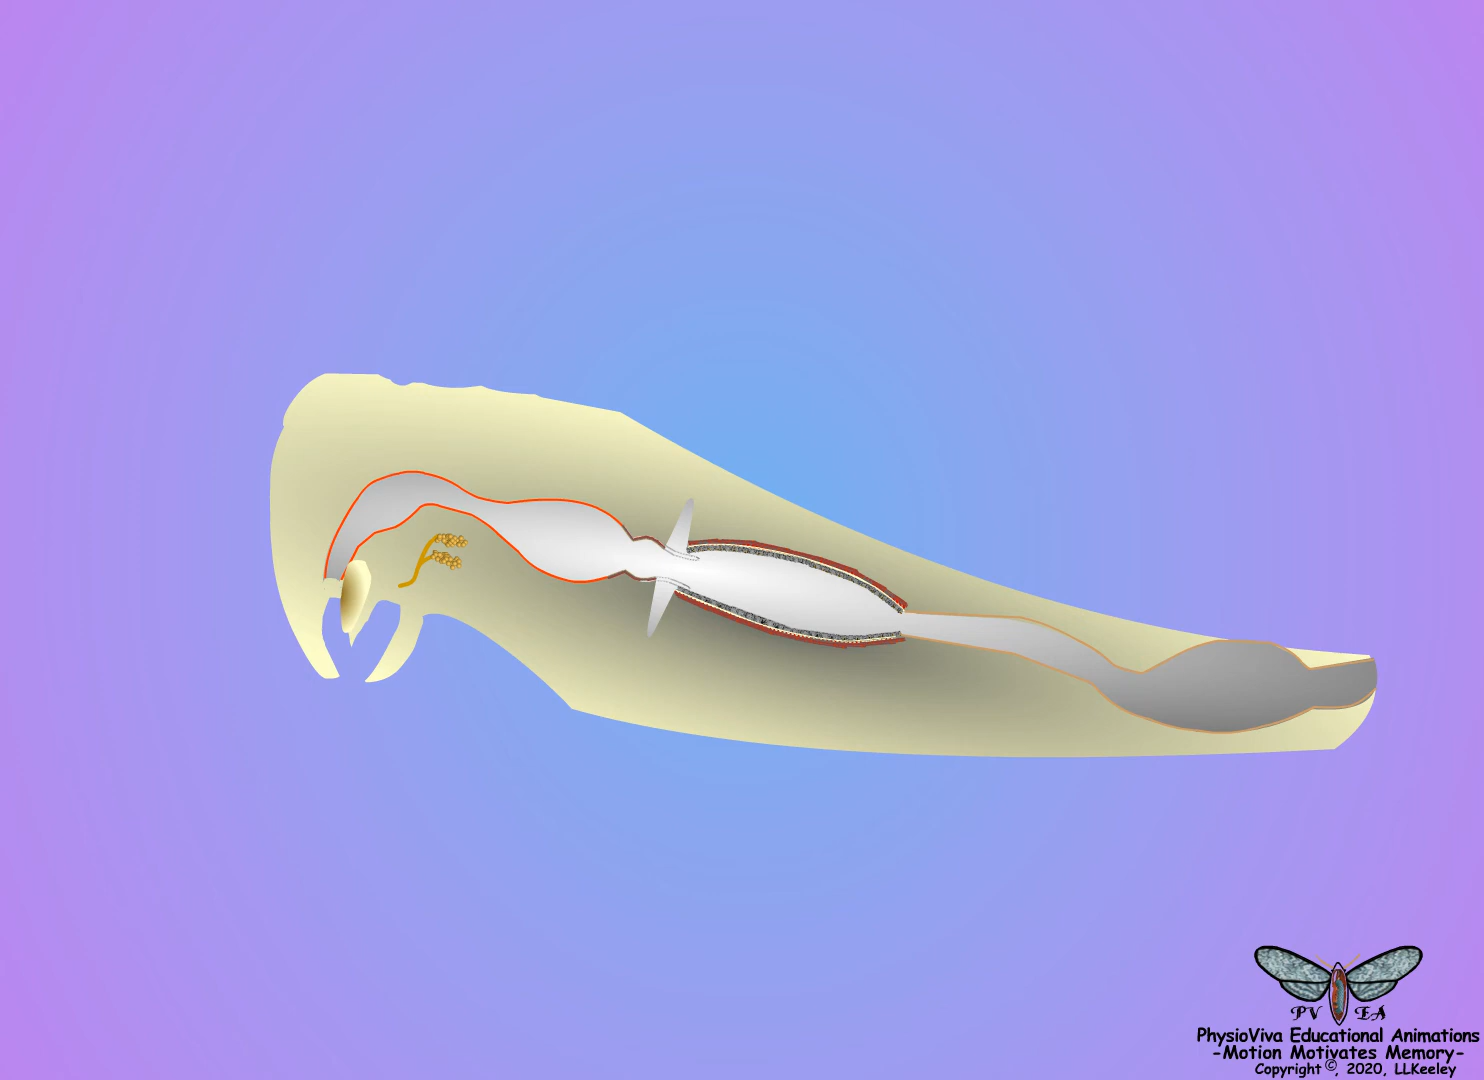 PV EA
PhysioViva Educational Animations
-Motion Motivates Memory-
Copyright ©, 2020, LLKeeley